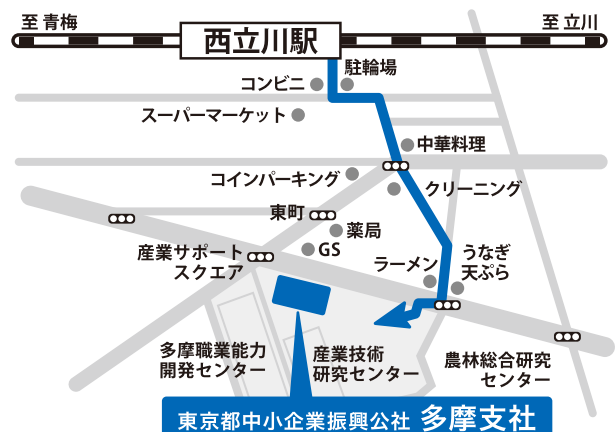 至 青梅
至 立川
西立川駅
コンビニ
駐輪場
スーパーマーケット
中華料理
コインパーキング
クリーニング
東町
薬局
GS
産業サポート
スクエア
ラーメン
うなぎ
天ぷら
多摩職業能力
開発センター
産業技術
研究センター
農林総合研究
センター
東京都中小企業振興公社 多摩支社